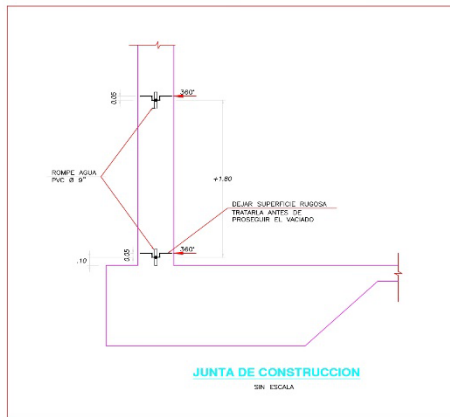 360°
0.05
ROMPE AGUA
PVC Ø 9"
+1.80
DEJAR SUPERFICIE RUGOSA
TRATARLA ANTES DE
PROSEGUIR EL VACIADO
360°
0.05
.10
JUNTA DE CONSTRUCCION
SIN ESCALA